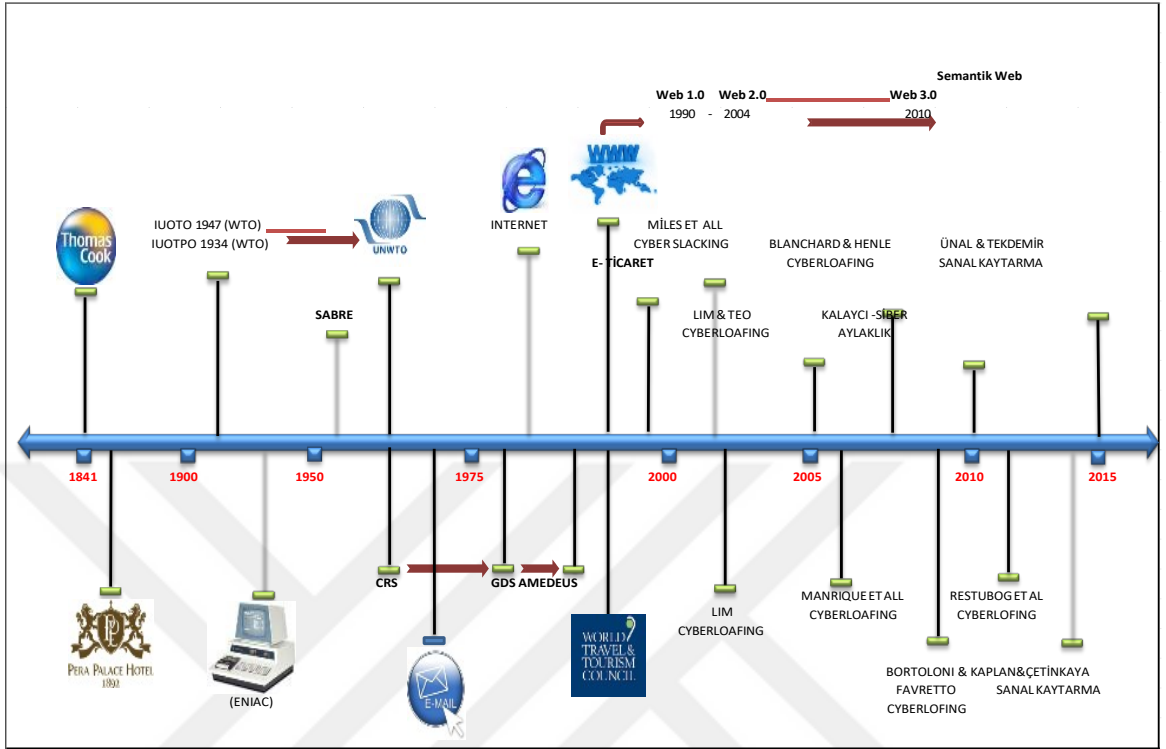 Semantik Web
Web 1.0 Web 2.0 Web 3.0
1990 - 2004 2010
WWW
Thomas
Cook
IUOTO 1947 (WTO)
IUOTPO 1934 (WTO)
UNWTO
SABRE
INTERNET
MİLES ET ALL
CYBER SLACKING
E- TİCARET
BLANCHARD & HENLE
CYBERLOAFING
ÜNAL & TEKDEMİR
SANAL KAYTARMA
LIM & TEO
CYBERLOAFING
KALAYCI -SİBER
AYLAKLIK
1841 1900 1950 1975 2000 2005 2010 2015
CRS GDS AMEDEUS
PP
PERA PALACE HOTEL
1892
(ENIAC)
E-MAIL
WORLD
TRAVEL &
TOURISM
COUNCIL
LIM
CYBERLOAFING
MANRIQUE ET ALL
CYBERLOAFING
RESTUBOG ET AL
CYBERLOFING
BORTOLONI &
FAVRETTO
CYBERLOFING
KAPLAN&ÇETİNKAYA
SANAL KAYTARMA